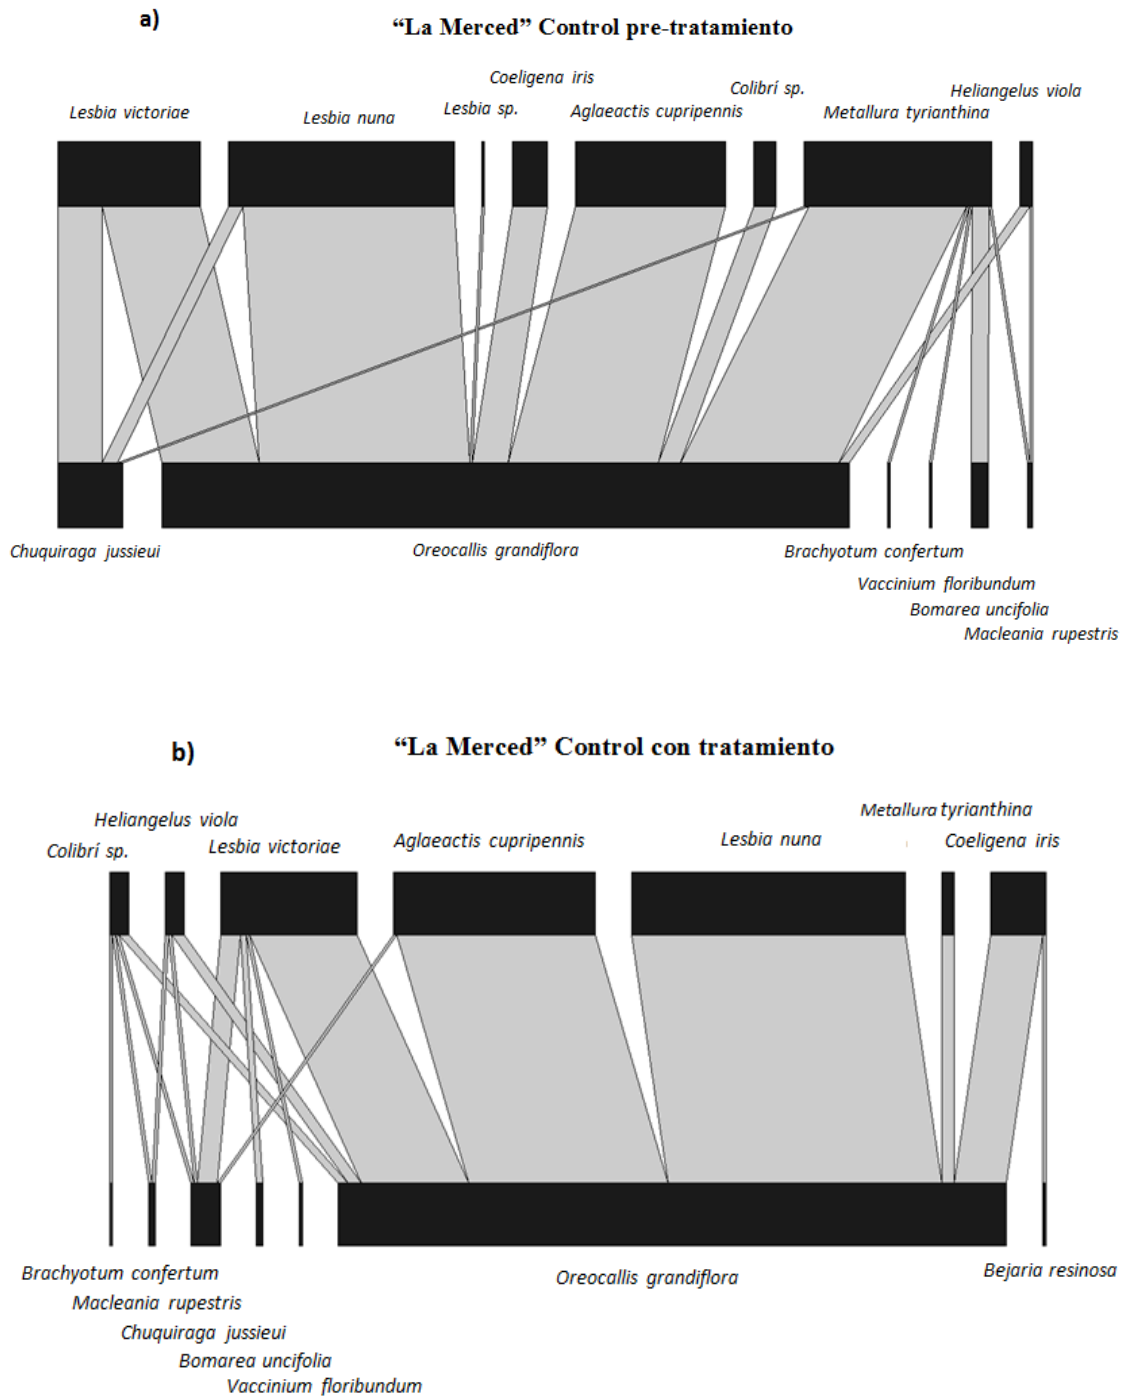 a)
“La Merced” Control pre-tratamiento
Coeligena iris
Colibrí sp.
Heliangelus viola
Lesbia victoriae
Lesbia nuna
Lesbia sp.
Aglaeactis cupripennis
Metallura tyrianthina
Chuquiraga jussieui
Oreocallis grandiflora
Brachyotum confertum
Vaccinium floribundum
Bomarea uncifolia
Macleania rupestris
b)
“La Merced” Control con tratamiento
Metallura tyrianthina
Heliangelus viola
Colibrí sp.
Lesbia victoriae
Aglaeactis cupripennis
Lesbia nuna
Coeligena iris
Brachyotum confertum
Oreocallis grandiflora
Bejaria resinosa
Macleania rupestris
Chuquiraga jussieui
Bomarea uncifolia
Vaccinium floribundum